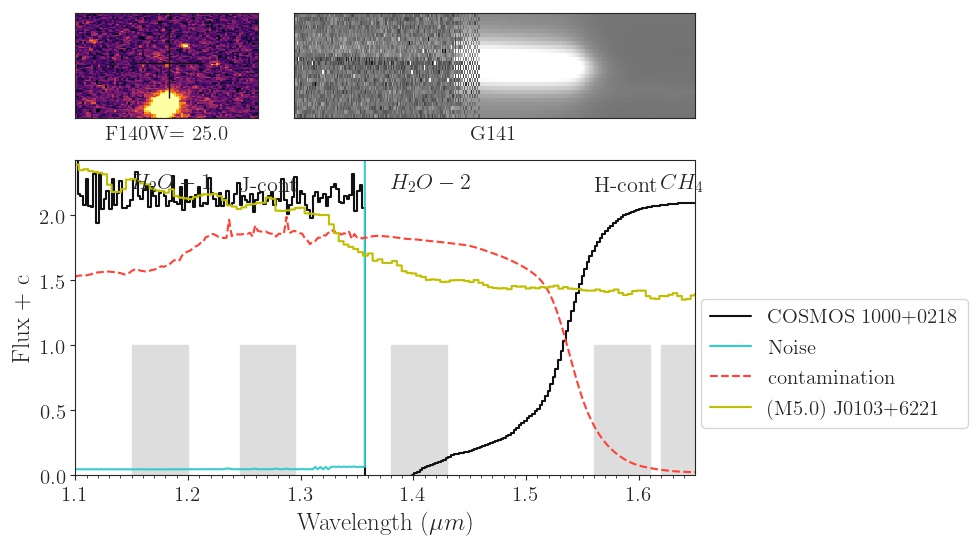 F140W= 25.0
G141
H₂O − 1
J-cont
H₂O − 2
H-cont
CH₄
Flux + c
2.0
1.5
1.0
0.5
0.0
1.1
1.2
1.3
1.4
1.5
1.6
Wavelength (μm)
COSMOS 1000+0218
Noise
contamination
(M5.0) J0103+6221